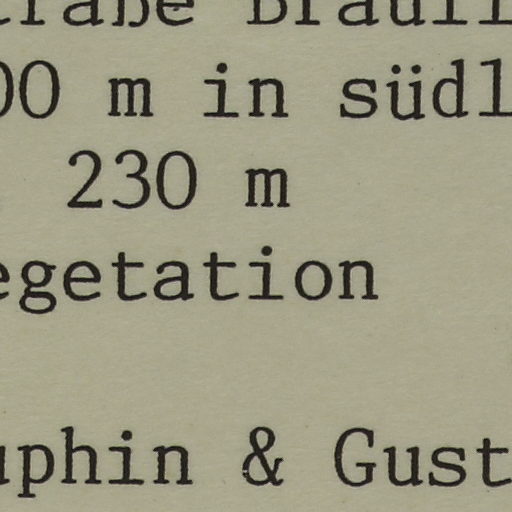 00 m in südl
230 m
egetation
uphin & Gust